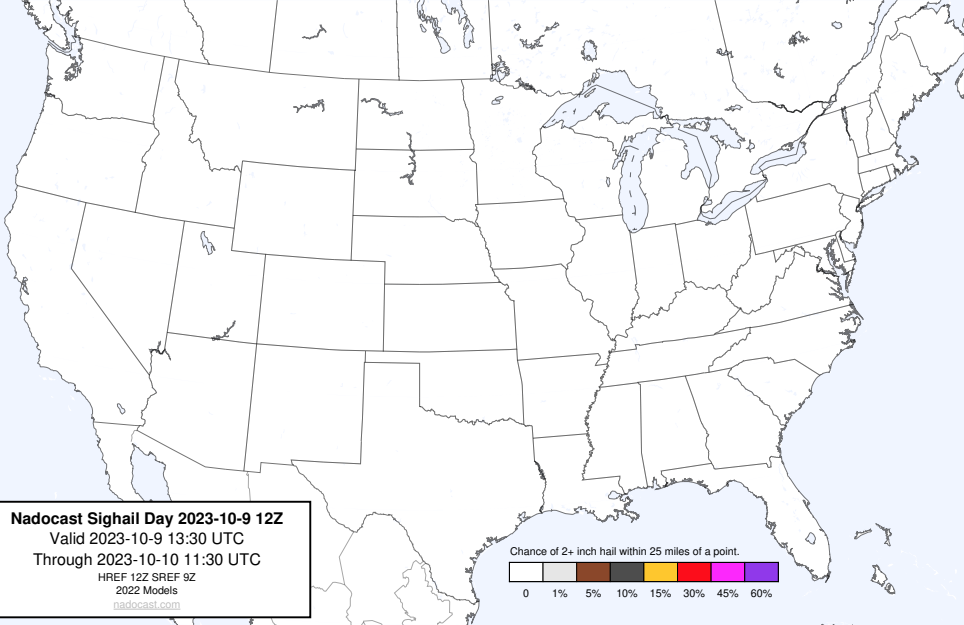 Nadocast Sighail Day 2023-10-9 12Z
Valid 2023-10-9 13:30 UTC
Through 2023-10-10 11:30 UTC
HREF 12Z SREF 9Z
2022 Models
nadocast.com
Chance of 2+ inch hail within 25 miles of a point.
0 1% 5% 10% 15% 30% 45% 60%